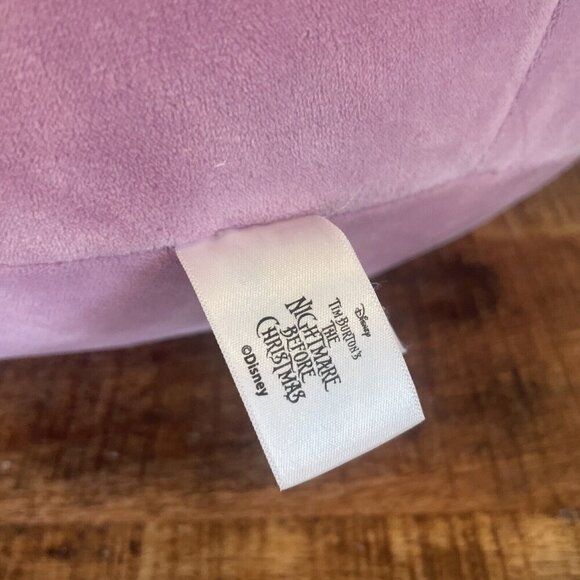 Disney
TIM BURTON'S
THE
NIGHTMARE
BEFORE
CHRISTMAS
©Disney